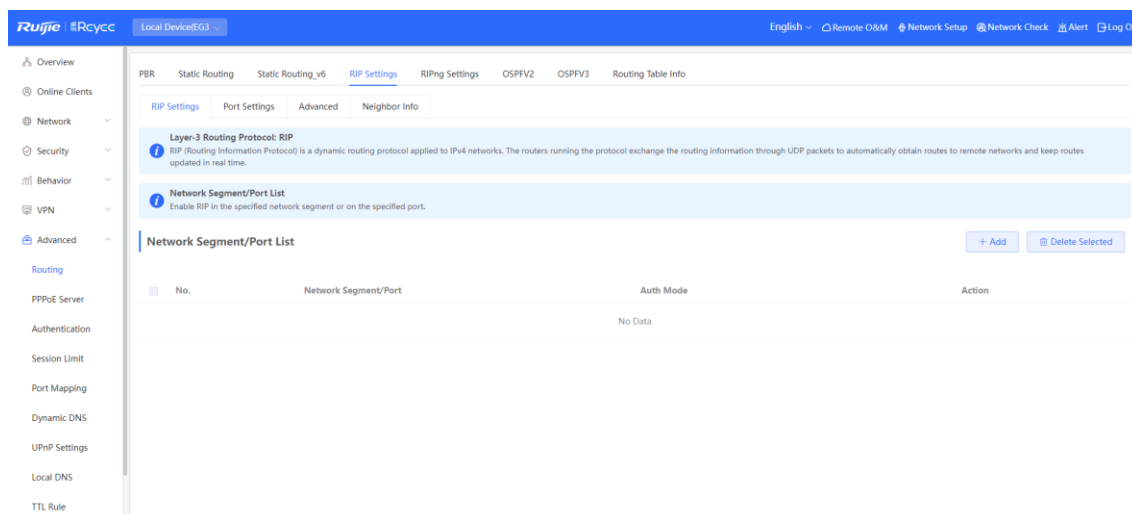 Ruijie | Rcycc Local Device(EG3 English Remote O&M Network Setup Network Check Alert Log O
Overview
Online Clients
Network
Security
Behavior
VPN
Advanced
Routing
PPPoE Server
Authentication
Session Limit
Port Mapping
Dynamic DNS
UPnP Settings
Local DNS
TTL Rule
PBR Static Routing Static Routing_v6 RIP Settings RIPng Settings OSPFV2 OSPFV3 Routing Table Info
RIP Settings Port Settings Advanced Neighbor Info
Layer-3 Routing Protocol: RIP
RIP (Routing Information Protocol) is a dynamic routing protocol applied to IPv4 networks. The routers running the protocol exchange the routing information through UDP packets to automatically obtain routes to remote networks and keep routes
updated in real time.
Network Segment/Port List
Enable RIP in the specified network segment or on the specified port.
Network Segment/Port List + Add Delete Selected
No. Network Segment/Port Auth Mode Action
No Data